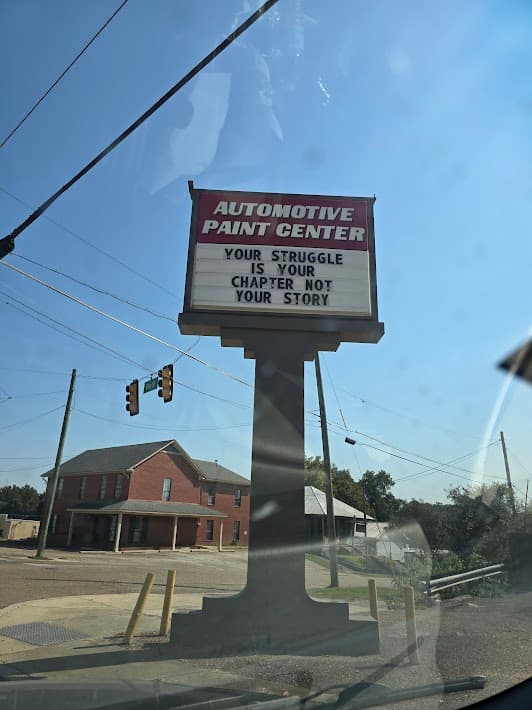 AUTOMOTIVE
PAINT CENTER
YOUR STRUGGLE
IS YOUR
CHAPTER NOT
YOUR STORY